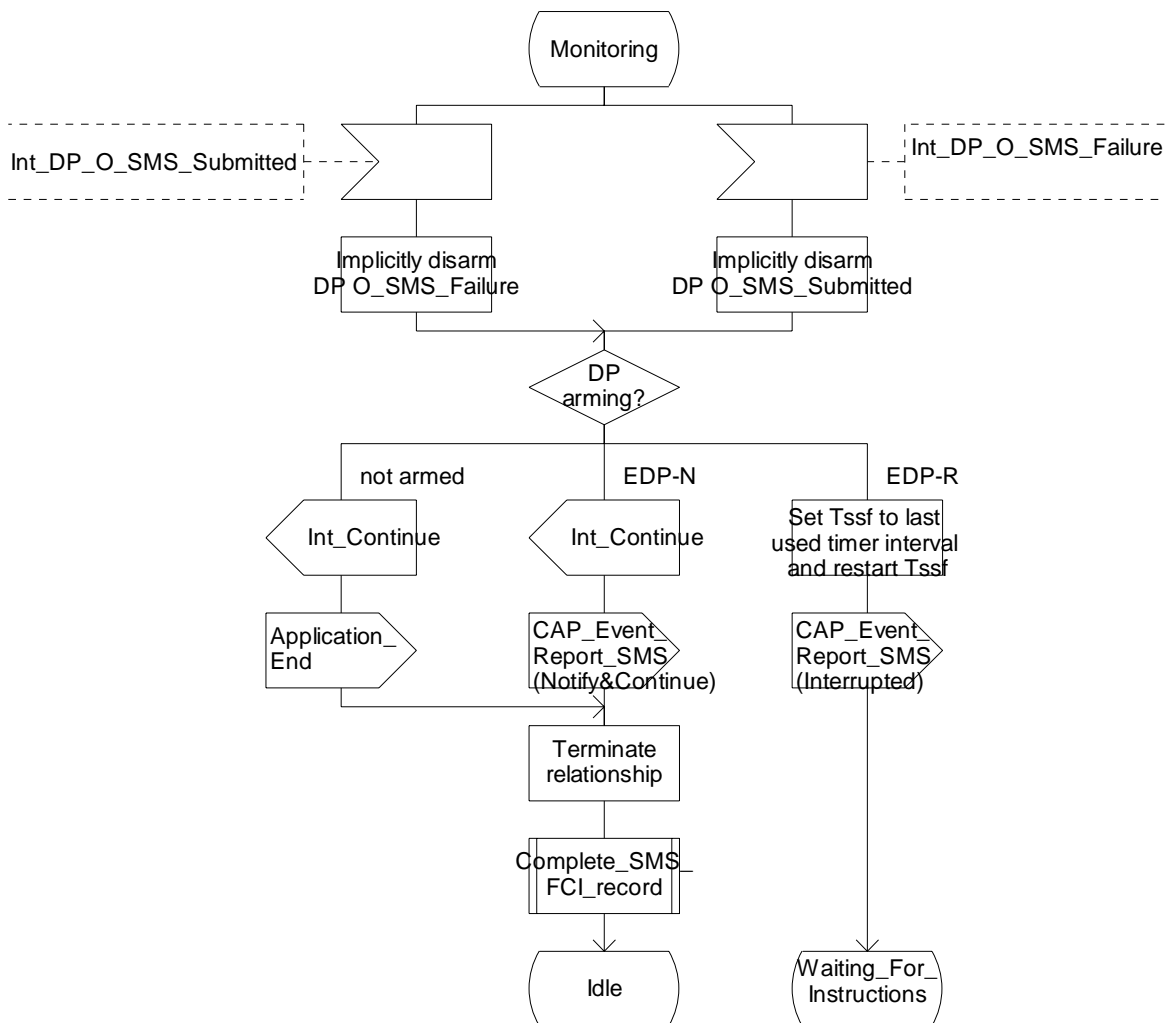 Monitoring
Int_DP_O_SMS_Submitted
Int_DP_O_SMS_Failure
Implicitly disarm
DP O_SMS_Failure
Implicitly disarm
DP O_SMS_Submitted
DP
arming?
not armed
EDP-N
EDP-R
Int_Continue
Int_Continue
Set Tssf to last
used timer interval
and restart Tssf
Application_
End
CAP_Event_
Report_SMS
(Notify&Continue)
CAP_Event_
Report_SMS
(Interrupted)
Terminate
relationship
Complete_SMS_
FCI_record
Idle
Waiting_For_
Instructions